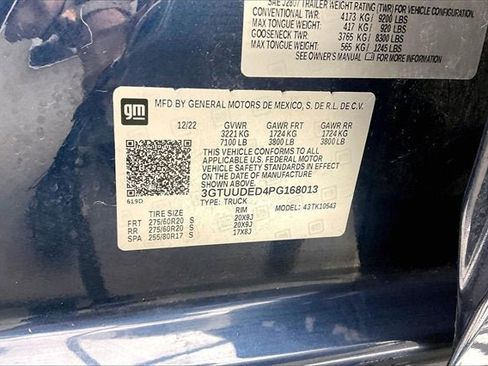 SAE J2807 TRAILER WEIGHT RATING (TWR) FOR VEHICLE
CONVENTIONAL TWR: 4173 KG/ 9200 LBS
MAX TONGUE WT: 417 KG/ 920 LBS
GOOSENECK TWR: 3765 KG/ 8300 LBS
MAX TONGUE WT: 565 KG/ 1245 LBS
SEE OWNER'S MANUAL FOR MORE INFORMATION
gm
MFD BY GENERAL MOTORS DE MEXICO, S. DE R.L. DE C.V.
12/22 GVWR GAWR FRT GAWR RR
3221 KG 1724 KG 1724 KG
7100 LB 3800 LB 3800 LB
THIS VEHICLE CONFORMS TO ALL
APPLICABLE U.S. FEDERAL MOTOR
VEHICLE SAFETY STANDARDS IN
EFFECT ON THE DATE OF
MANUFACTURE SHOWN ABOVE.
3GTUUDED4PG168013
619D
TYPE: TRUCK
TIRE SIZE RIM MODEL: 43TK10543
FRT 275/60R20 S 20X9J
RR 275/60R20 S 20X9J
SPA 255/80R17 S 17X8J